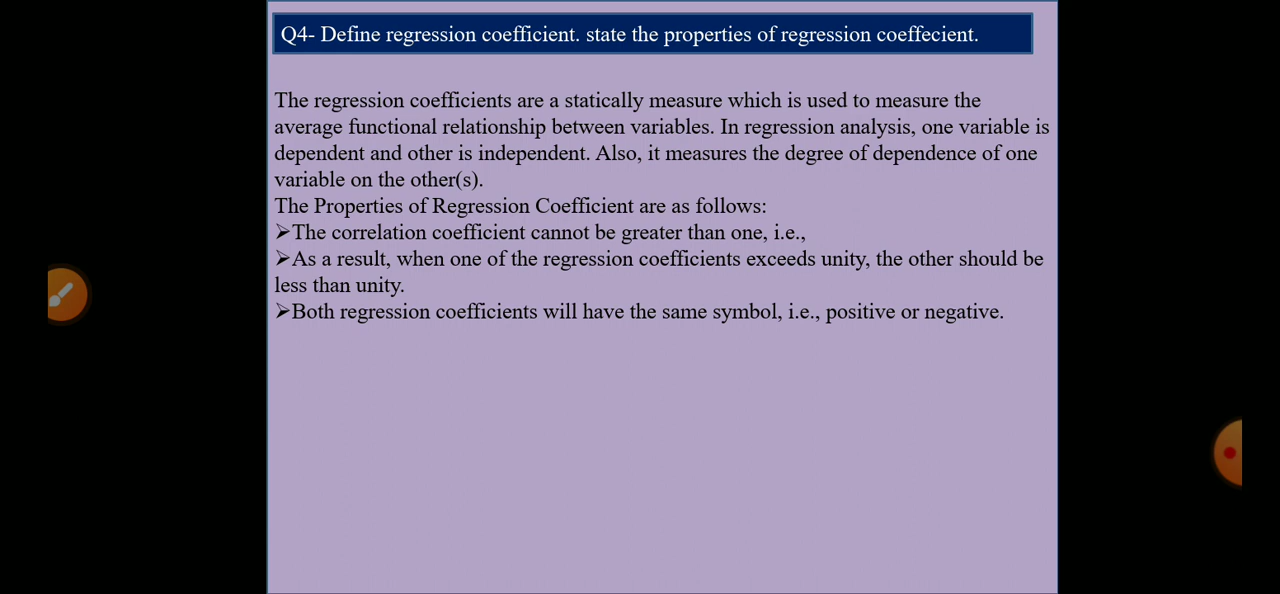 Q4- Define regression coefficient. state the properties of regression coeffecient.
The regression coefficients are a statically measure which is used to measure the
average functional relationship between variables. In regression analysis, one variable is
dependent and other is independent. Also, it measures the degree of dependence of one
variable on the other(s).
The Properties of Regression Coefficient are as follows:
➢The correlation coefficient cannot be greater than one, i.e.,
➢As a result, when one of the regression coefficients exceeds unity, the other should be
less than unity.
➢Both regression coefficients will have the same symbol, i.e., positive or negative.